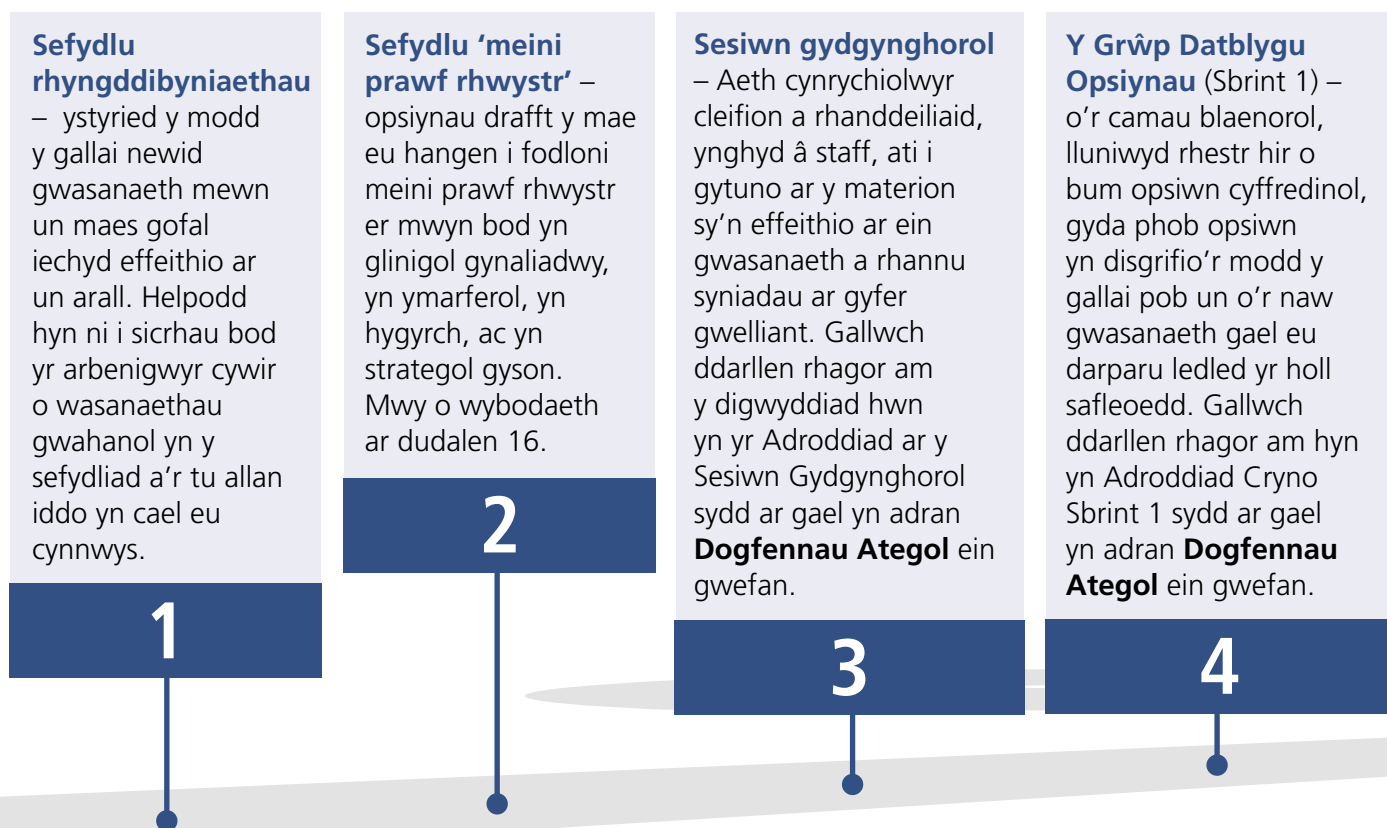 Sefydlu
rhyngddibyniaethau
– ystyried y modd
y gallai newid
gwasanaeth mewn
un maes gofal
iechyd effeithio ar
un arall. Helpodd
hyn ni i sicrhau bod
yr arbenigwyr cywir
o wasanaethau
gwahanol yn y
sefydliad a'r tu allan
iddo yn cael eu
cynnwys.
1
Sefydlu ‘meini
prawf rhwystr’ –
opsiynau drafft y mae
eu hangen i fodloni
meini prawf rhwystr
er mwyn bod yn
glinigol gynaliadwy,
yn ymarferol, yn
hygyrch, ac yn
strategol gyson.
Mwy o wybodaeth
ar dudalen 16.
2
Sesiwn gydgynghorol
– Aeth cynrychiolwyr
cleifion a rhanddeiliaid,
ynghyd â staff, ati i
gytuno ar y materion
sy’n effeithio ar ein
gwasanaeth a rhannu
syniadau ar gyfer
gwelliant. Gallwch
ddarllen rhagor am
y digwyddiad hwn
yn yr Adroddiad ar y
Sesiwn Gydgynghorol
sydd ar gael yn adran
Dogfennau Ategol ein
gwefan.
3
Y Grŵp Datblygu
Opsiynau (Sbrint 1) –
o’r camau blaenorol,
lluniwyd rhestr hir o
bum opsiwn cyffredinol,
gyda phob opsiwn
yn disgrifio’r modd y
gallai pob un o’r naw
gwasanaeth gael eu
darparu ledled yr holl
safleoedd. Gallwch
ddarllen rhagor am hyn
yn Adroddiad Cryno
Sbrint 1 sydd ar gael
yn adran Dogfennau
Ategol ein gwefan.
4